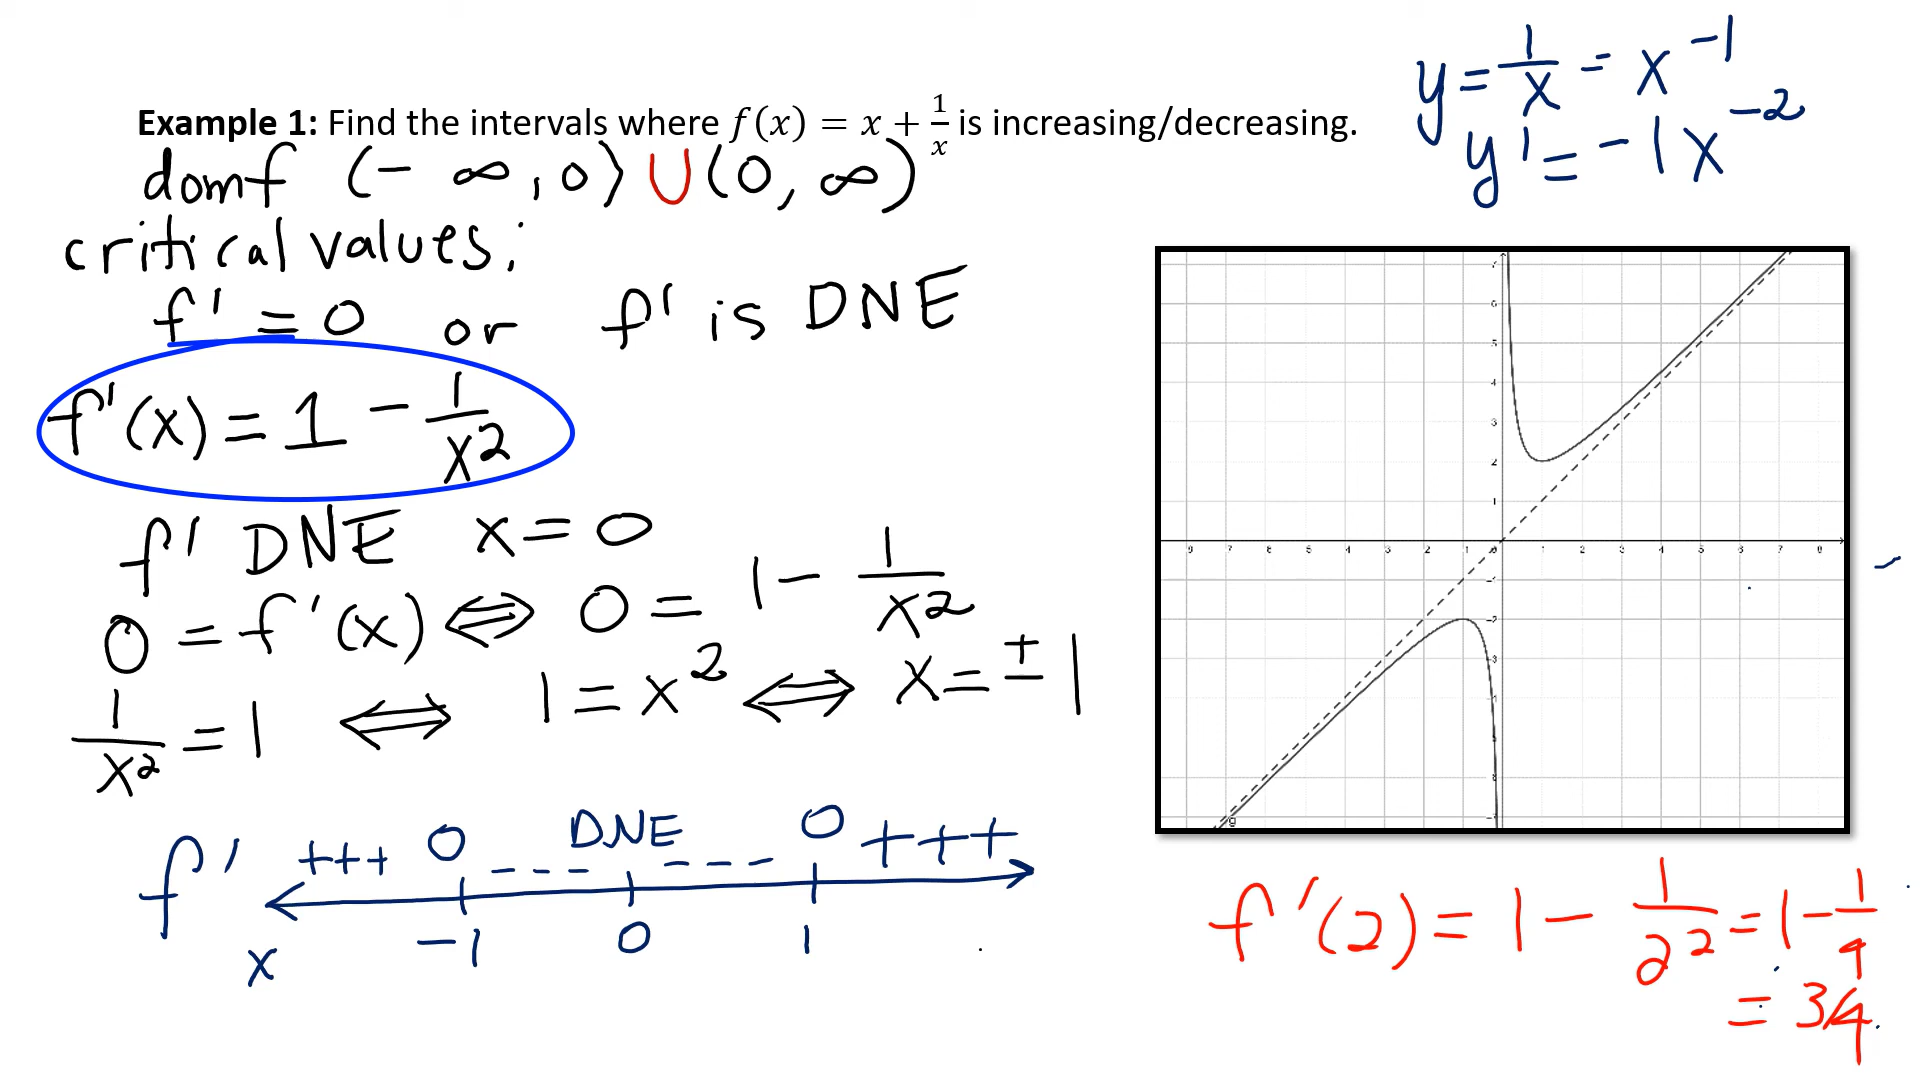 Example 1: Find the intervals where f(x) = x + 1/x is increasing/decreasing.
y = 1/x = x^-1
y' = -1x^-2
domf (-∞, 0) ∪ (0, ∞)
critical values:
f' = 0 or f' is DNE
f'(x) = 1 - 1/x²
f' DNE x = 0
0 = f'(x) ⟺ 0 = 1 - 1/x²
1/x² = 1 ⟺ 1 = x² ⟺ x = ±1
f' +++ 0 --- DNE --- 0 +++
x -1 0 1
f'(2) = 1 - 1/2² = 1 - 1/4
= 3/4